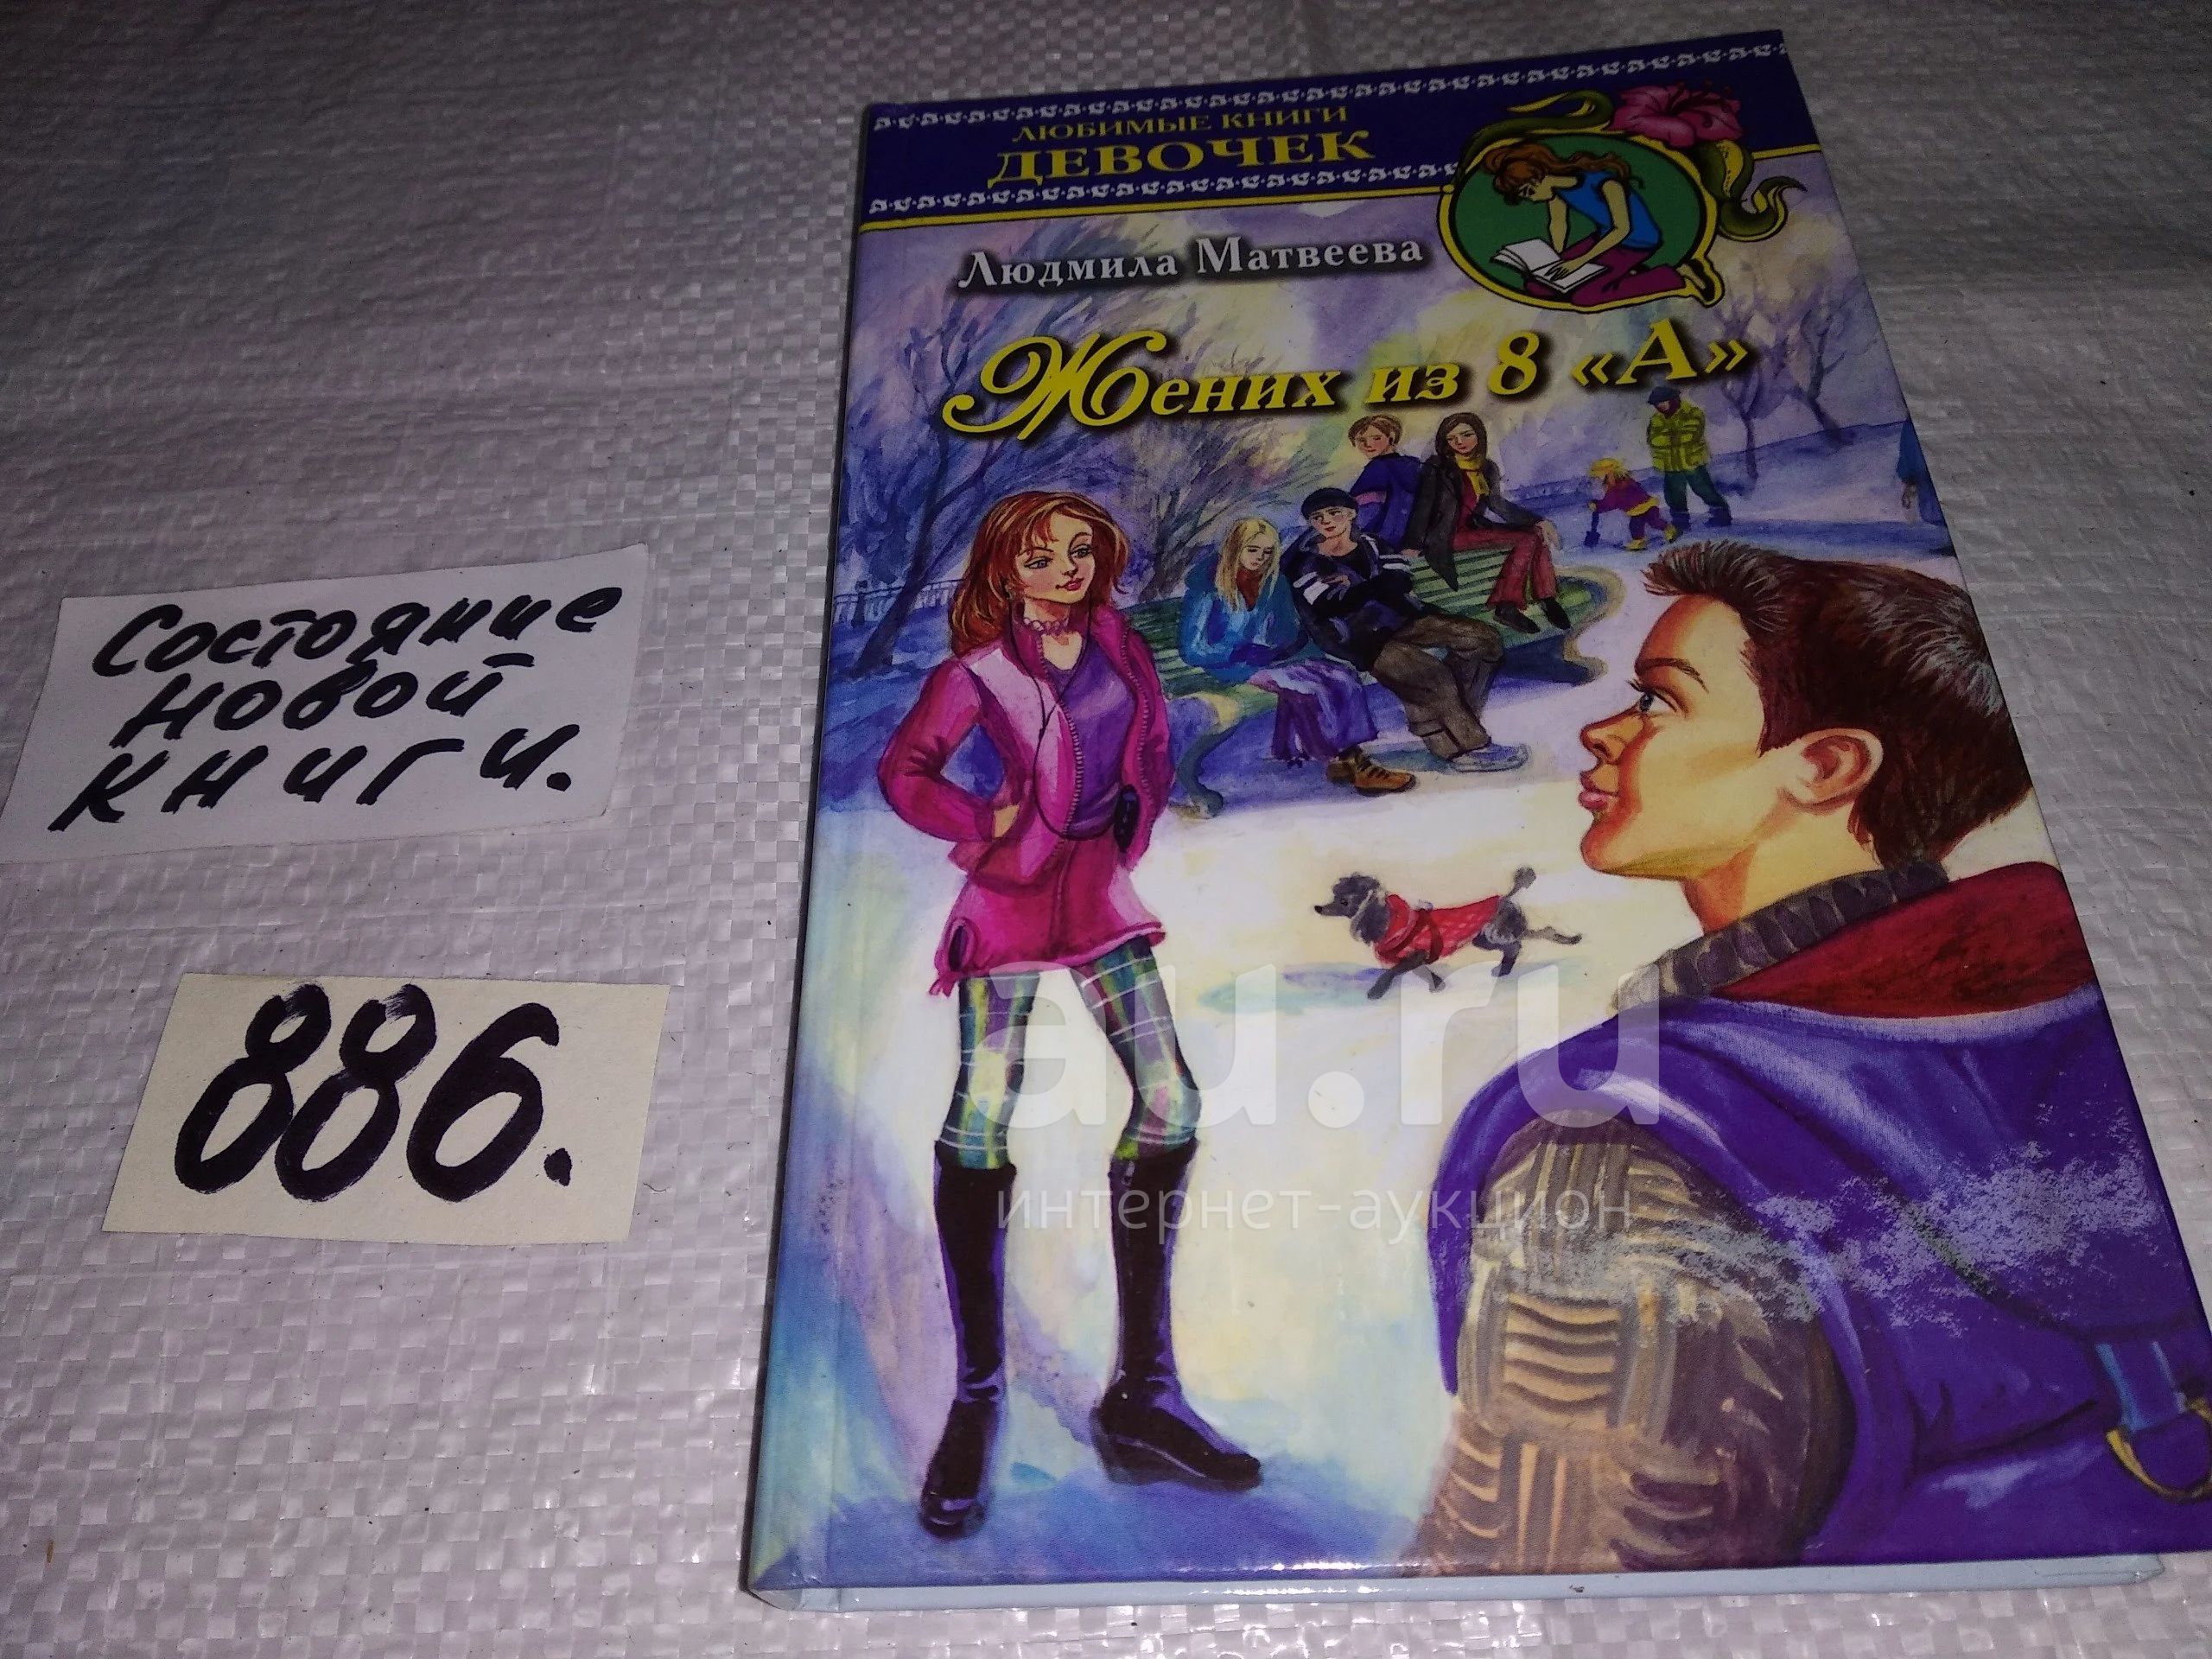 ЛЮБИМЫЕ КНИГИ
ДЕВОЧЕК
Людмила Матвеева
Жених из 8 «А»
Состояние
новой
книги.
886.
au.ru
интернет-аукцион